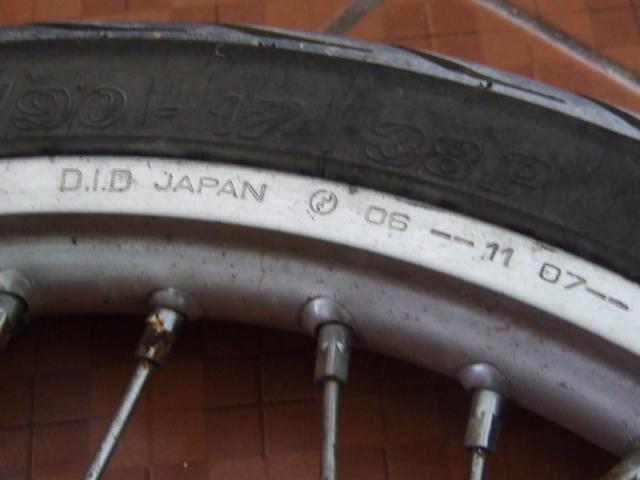 /90 - 17 38P
D.I.D JAPAN 06 -- 11 07--